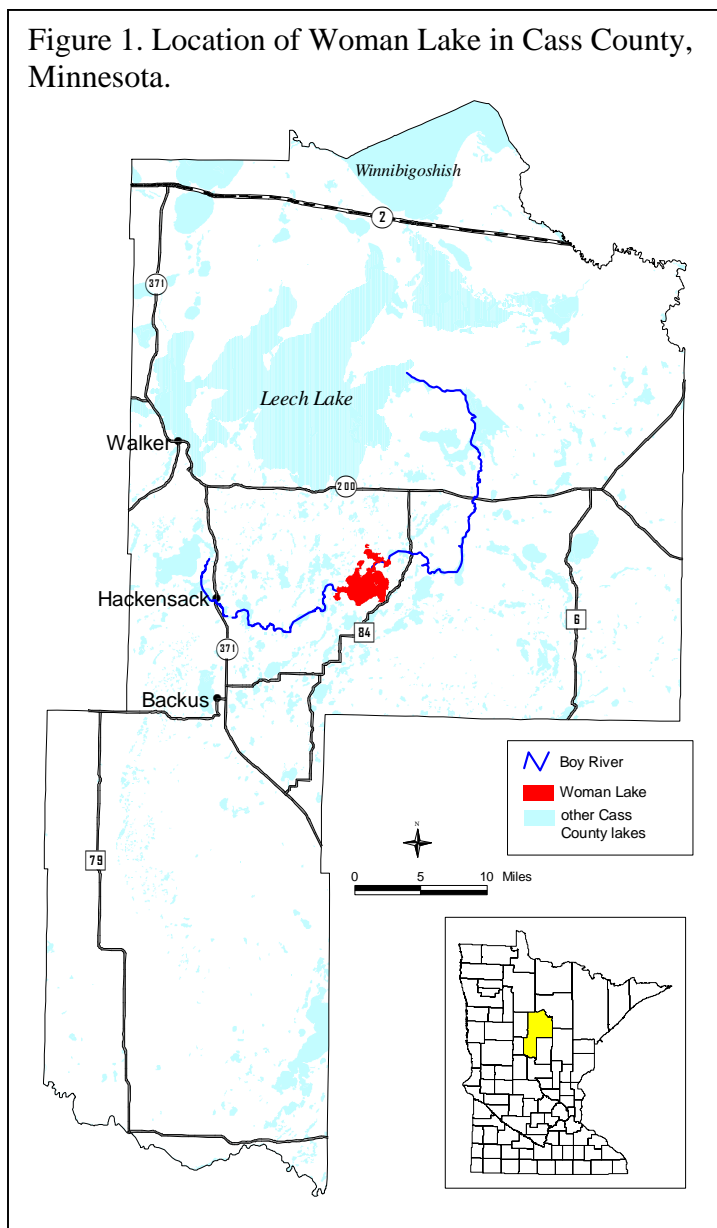 Figure 1. Location of Woman Lake in Cass County,
Minnesota.
Winnibigoshish
2
371
Leech Lake
Walker
200
Hackensack
84
6
371
Backus
Boy River
Woman Lake
other Cass
County lakes
N
79
0 5 10 Miles